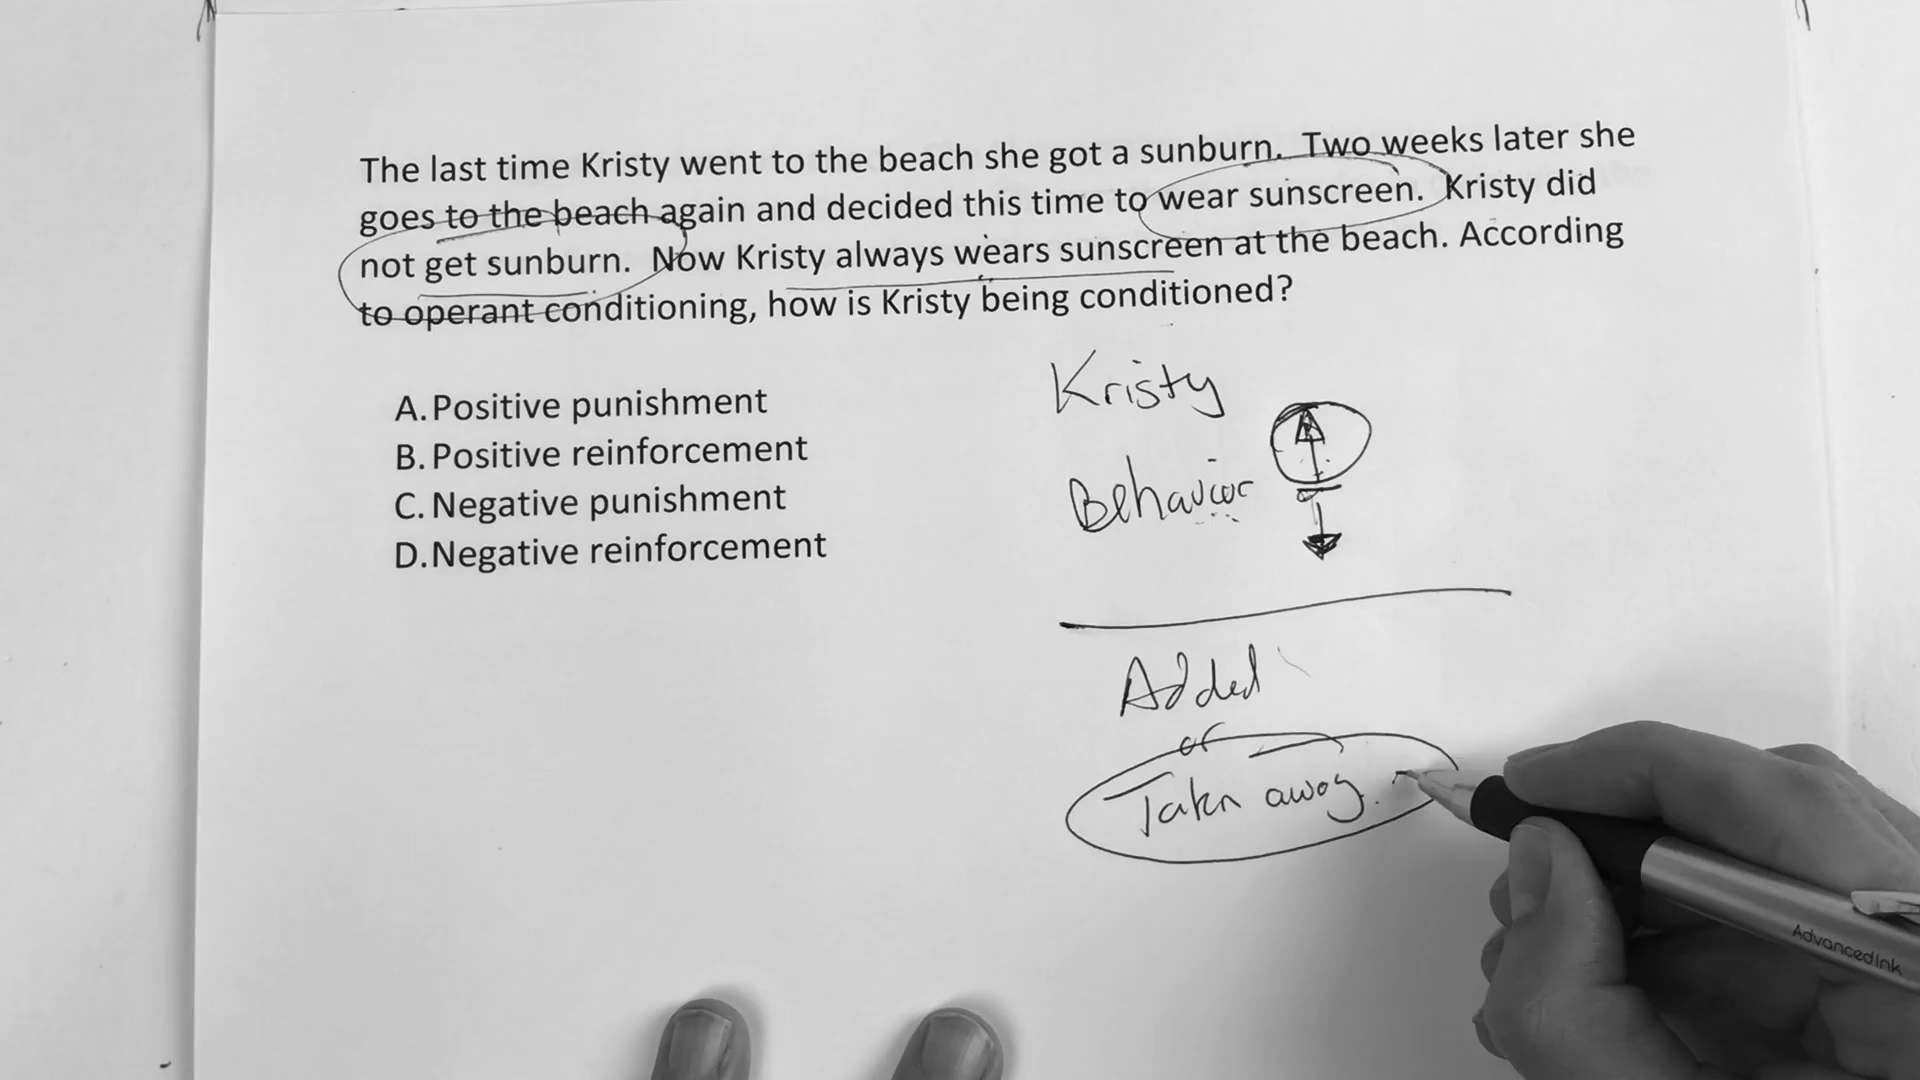 The last time Kristy went to the beach she got a sunburn. Two weeks later she
goes to the beach again and decided this time to wear sunscreen. Kristy did
not get sunburn. Now Kristy always wears sunscreen at the beach. According
to operant conditioning, how is Kristy being conditioned?
A. Positive punishment
B. Positive reinforcement
C. Negative punishment
D. Negative reinforcement
Kristy
Behavior
Added
or
Takn away.
AdvancedInk